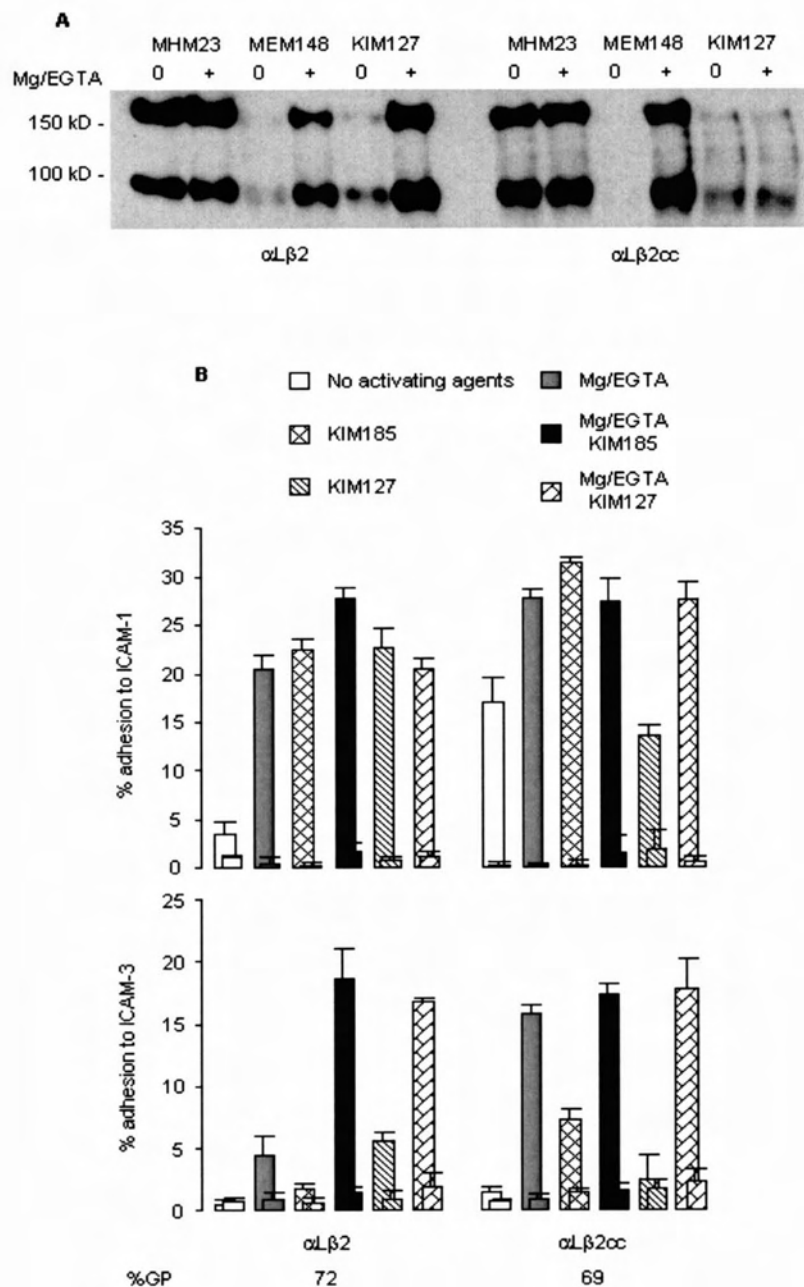 A
MHM23 MEM148 KIM127 MHM23 MEM148 KIM127
Mg/EGTA 0 + 0 + 0 + 0 + 0 + 0 +
150 kD -
100 kD -
αLβ2 αLβ2cc
B
No activating agents Mg/EGTA
KIM185 Mg/EGTA
KIM185
KIM127 Mg/EGTA
KIM127
% adhesion to ICAM-1
35
30
25
20
15
10
5
0
% adhesion to ICAM-3
25
20
15
10
5
0
αLβ2 αLβ2cc
%GP 72 69